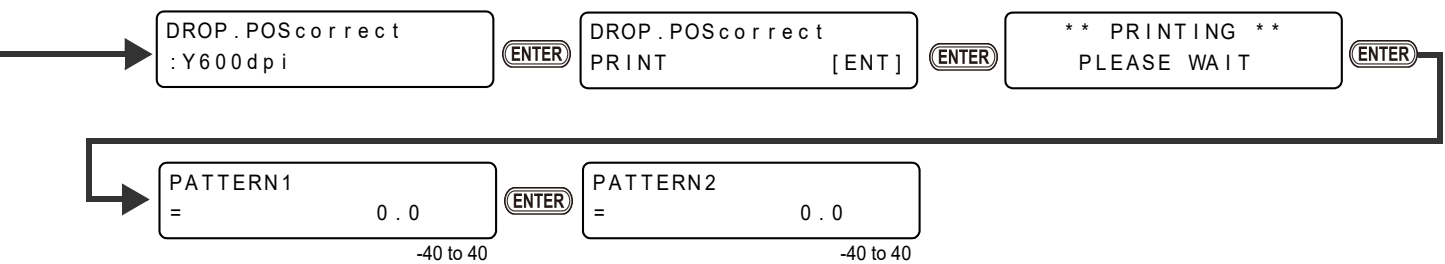 DROP.POScorrect
:Y600dpi
ENTER
DROP.POScorrect
PRINT [ENT]
ENTER
** PRINTING **
PLEASE WAIT
ENTER
PATTERN1
= 0.0
-40 to 40
ENTER
PATTERN2
= 0.0
-40 to 40